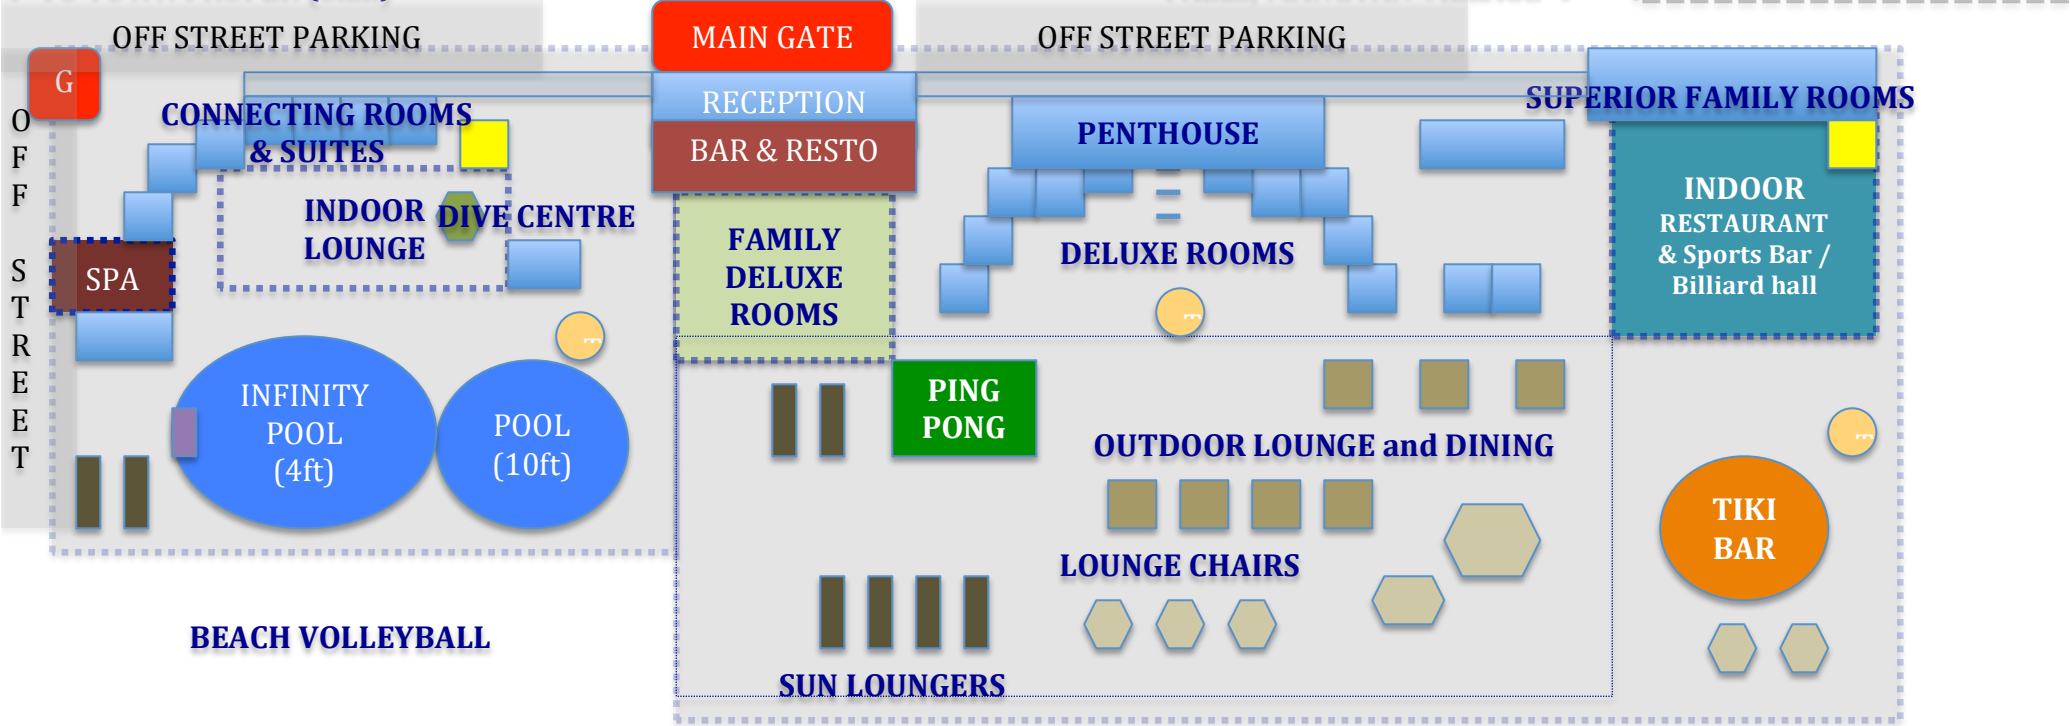 OFF STREET PARKING
MAIN GATE
OFF STREET PARKING
G
RECEPTION
SUPERIOR FAMILY ROOMS
CONNECTING ROOMS
& SUITES
BAR & RESTO
PENTHOUSE
OFF STREET
INDOOR
LOUNGE
DIVE CENTRE
FAMILY
DELUXE
ROOMS
DELUXE ROOMS
INDOOR
RESTAURANT
& Sports Bar /
Billiard hall
SPA
INFINITY
POOL
(4ft)
POOL
(10ft)
PING
PONG
OUTDOOR LOUNGE and DINING
TIKI
BAR
LOUNGE CHAIRS
BEACH VOLLEYBALL
SUN LOUNGERS